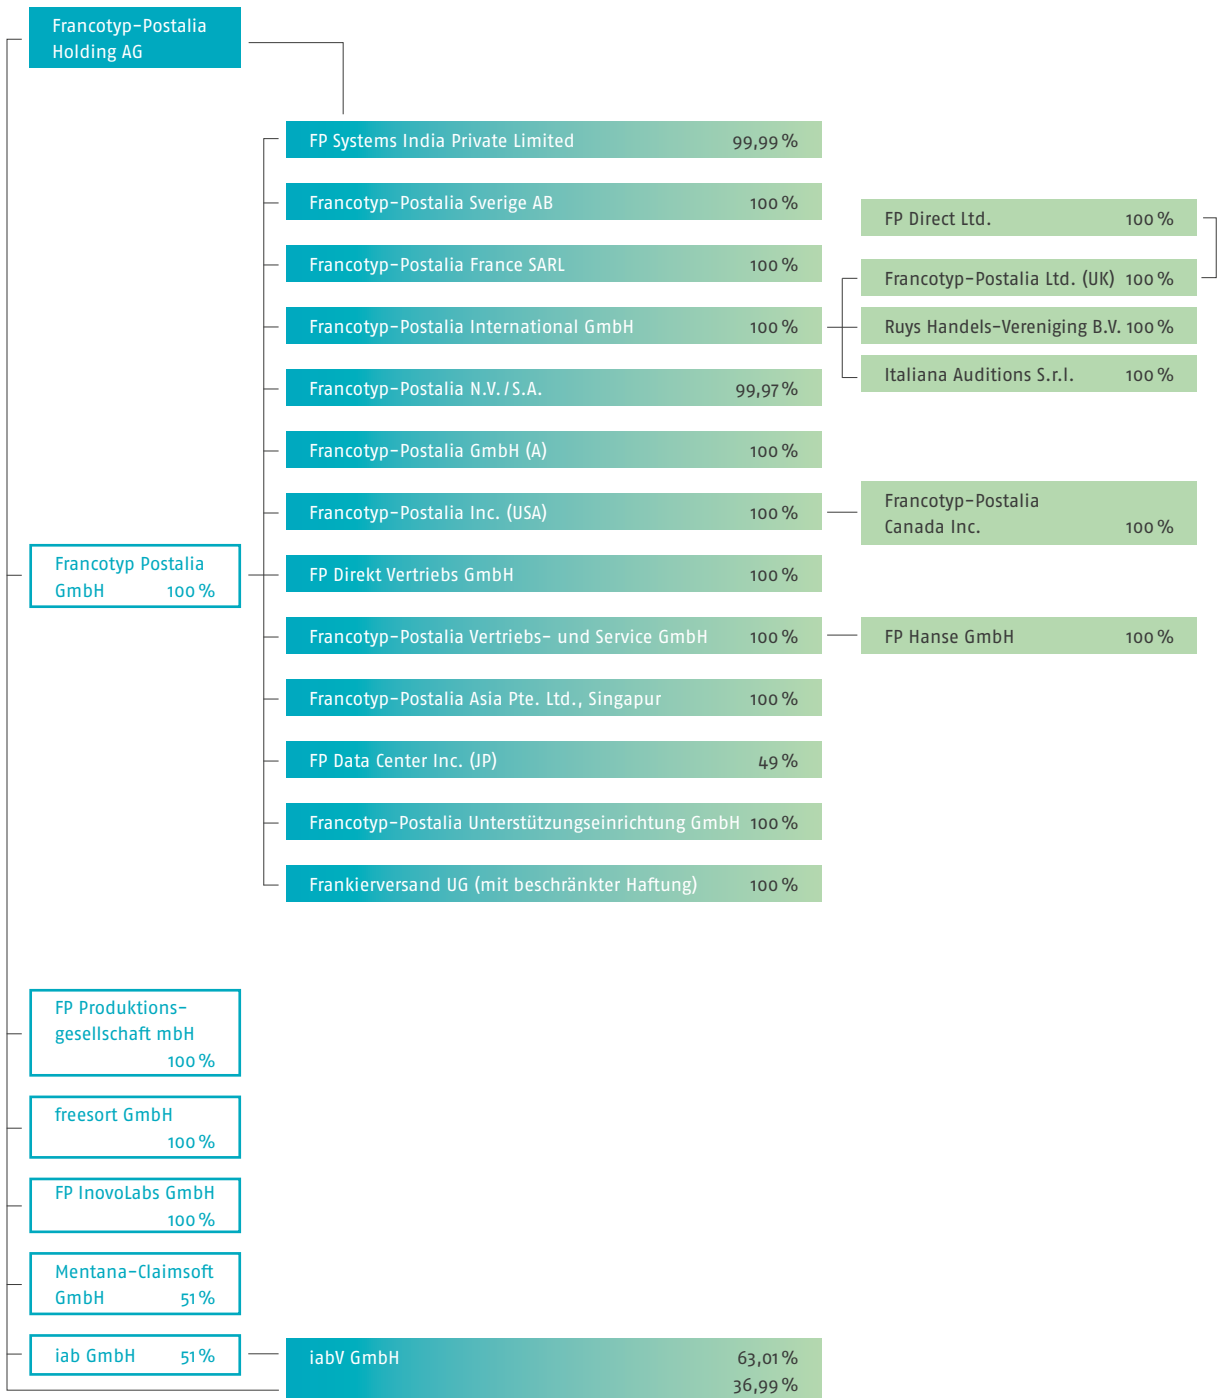 Francotyp-Postalia
Holding AG
FP Systems India Private Limited 99,99 %
Francotyp-Postalia Sverige AB 100 %
FP Direct Ltd. 100 %
Francotyp-Postalia France SARL 100 %
Francotyp-Postalia Ltd. (UK) 100 %
Francotyp-Postalia International GmbH 100 %
Ruys Handels-Vereniging B.V. 100 %
Italiana Auditions S.r.l. 100 %
Francotyp-Postalia N.V. / S.A. 99,97 %
Francotyp-Postalia GmbH (A) 100 %
Francotyp-Postalia Inc. (USA) 100 %
Francotyp-Postalia
Canada Inc. 100 %
Francotyp Postalia
GmbH 100 %
FP Direkt Vertriebs GmbH 100 %
Francotyp-Postalia Vertriebs- und Service GmbH 100 %
FP Hanse GmbH 100 %
Francotyp-Postalia Asia Pte. Ltd., Singapur 100 %
FP Data Center Inc. (JP) 49 %
Francotyp-Postalia Unterstützungseinrichtung GmbH 100 %
Frankierversand UG (mit beschränkter Haftung) 100 %
FP Produktions-
gesellschaft mbH
100 %
freesort GmbH
100 %
FP InovoLabs GmbH
100 %
Mentana-Claimsoft
GmbH 51 %
iab GmbH 51 %
iabV GmbH 63,01 %
36,99 %